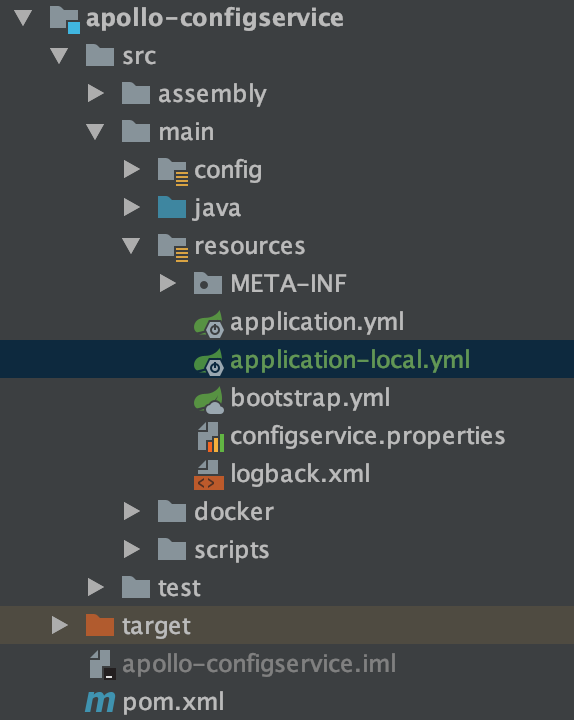 apollo-configservice
src
assembly
main
config
java
resources
META-INF
application.yml
application-local.yml
bootstrap.yml
configservice.properties
logback.xml
docker
scripts
test
target
apollo-configservice.iml
pom.xml